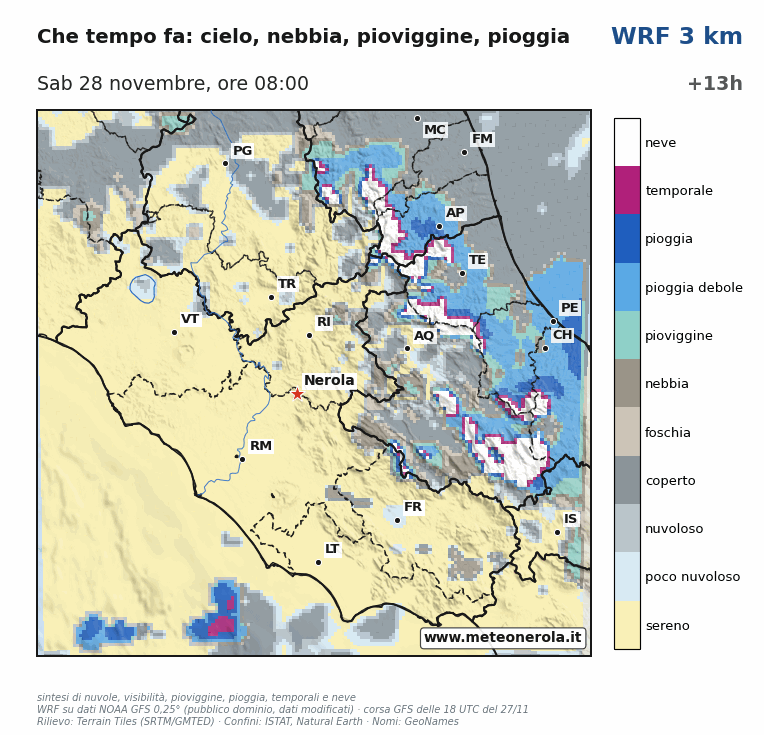 Che tempo fa: cielo, nebbia, pioviggine, pioggia
WRF 3 km
Sab 28 novembre, ore 08:00
+13h
MC
FM
PG
AP
TE
TR
PE
VT
RI
AQ
CH
Nerola
RM
FR
IS
LT
www.meteonerola.it
neve
temporale
pioggia
pioggia debole
pioviggine
nebbia
foschia
coperto
nuvoloso
poco nuvoloso
sereno
sintesi di nuvole, visibilità, pioviggine, pioggia, temporali e neve
WRF su dati NOAA GFS 0,25° (pubblico dominio, dati modificati) · corsa GFS delle 18 UTC del 27/11
Rilievo: Terrain Tiles (SRTM/GMTED) · Confini: ISTAT, Natural Earth · Nomi: GeoNames